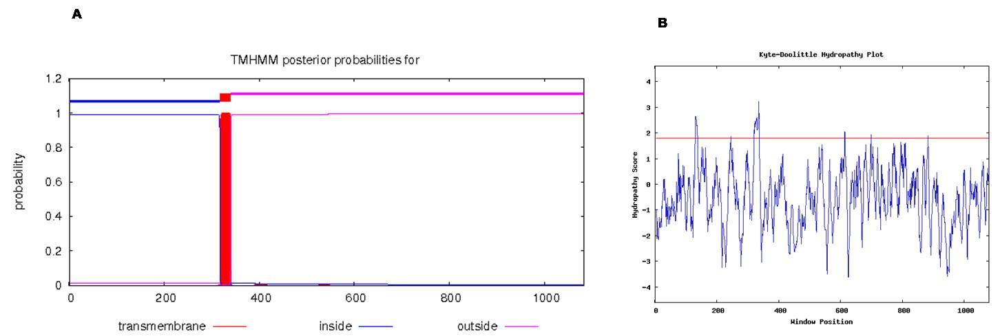 A
TMHMM posterior probabilities for
1.2
1
0.8
0.6
0.4
0.2
0
probability
0 200 400 600 800 1000
transmembrane inside outside
B
Kyte-Doolittle Hydropathy Plot
4
3
2
1
0
-1
-2
-3
-4
Hydropathy Score
0 200 400 600 800 1000
Window Position